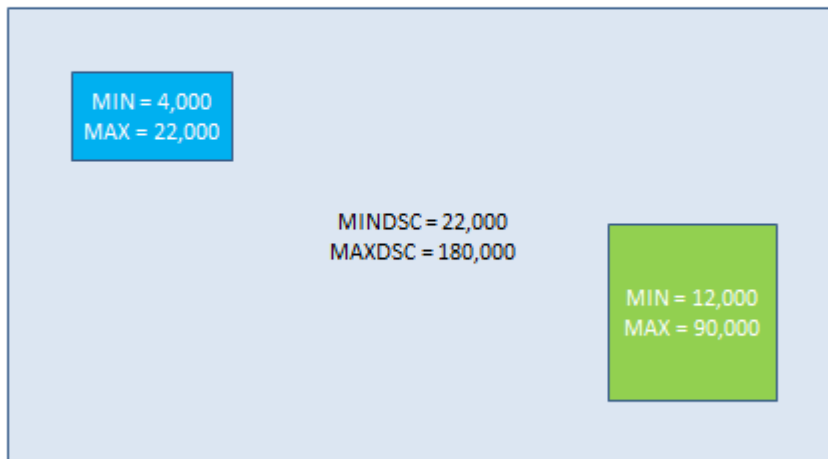 MIN = 4,000
MAX = 22,000
MINDSC = 22,000
MAXDSC = 180,000
MIN = 12,000
MAX = 90,000